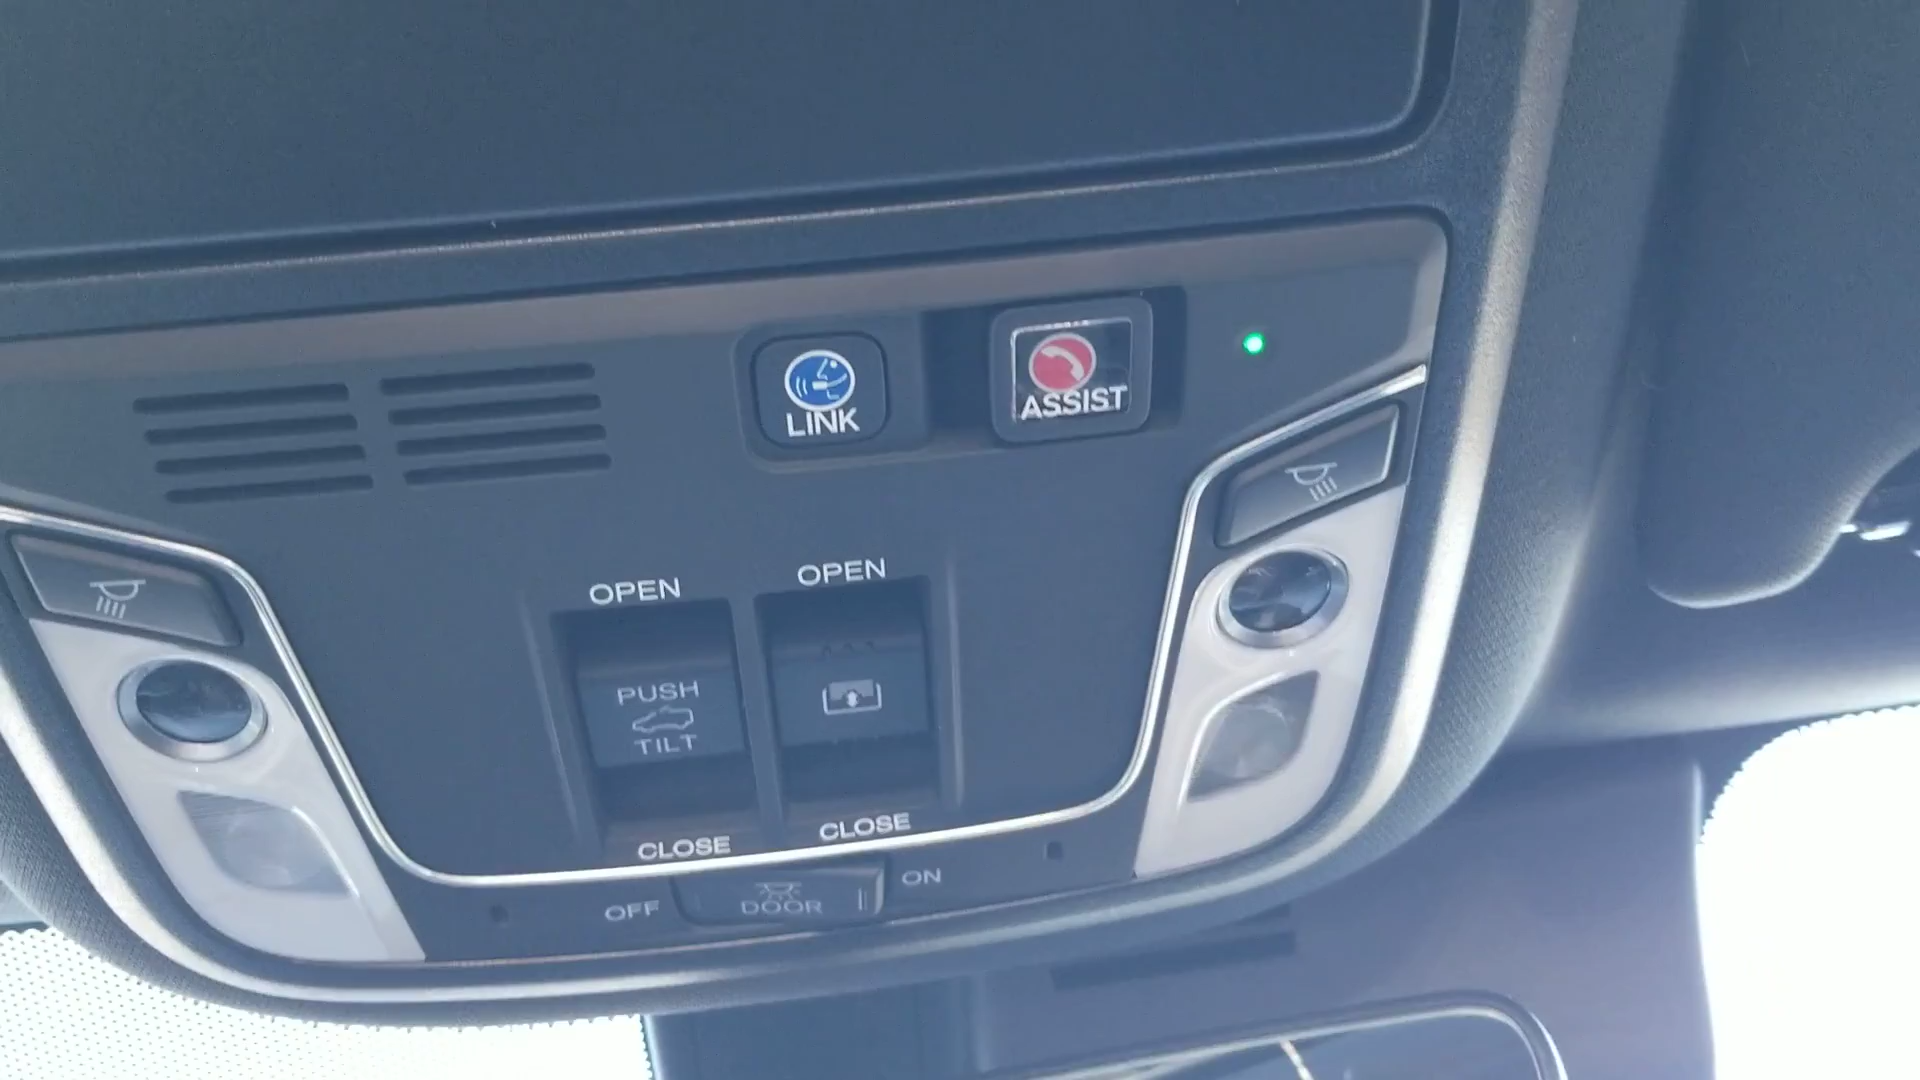 LINK
ASSIST
OPEN
OPEN
PUSH
TILT
CLOSE
CLOSE
OFF
DOOR
ON